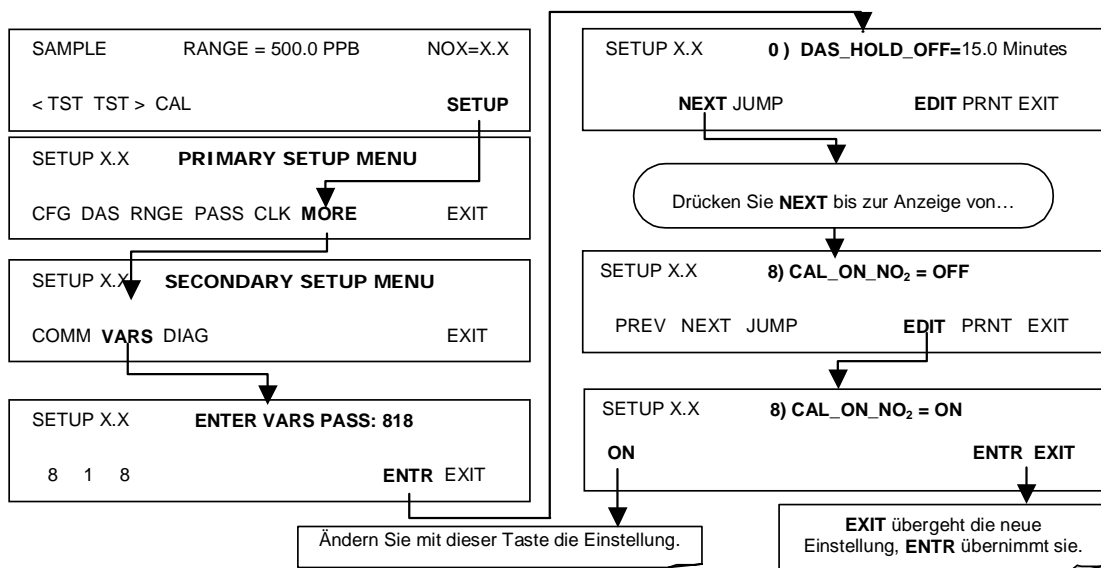 SAMPLE RANGE = 500.0 PPB NOX=X.X
< TST TST > CAL SETUP
SETUP X.X PRIMARY SETUP MENU
CFG DAS RNGE PASS CLK MORE EXIT
SETUP X.X SECONDARY SETUP MENU
COMM VARS DIAG EXIT
SETUP X.X ENTER VARS PASS: 818
8 1 8 ENTR EXIT
SETUP X.X 0 ) DAS_HOLD_OFF=15.0 Minutes
NEXT JUMP EDIT PRNT EXIT
Drücken Sie NEXT bis zur Anzeige von…
SETUP X.X 8) CAL_ON_NO₂ = OFF
PREV NEXT JUMP EDIT PRNT EXIT
SETUP X.X 8) CAL_ON_NO₂ = ON
ON ENTR EXIT
Ändern Sie mit dieser Taste die Einstellung.
EXIT übergeht die neue
Einstellung, ENTR übernimmt sie.